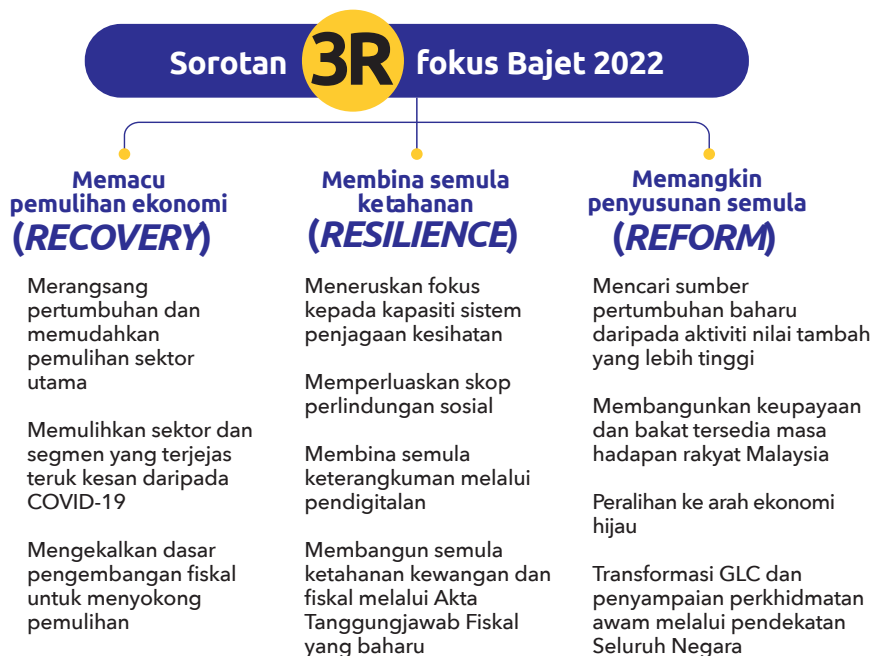 Sorotan 3R fokus Bajet 2022
Memacu
pemulihan ekonomi
(RECOVERY)
Merangsang
pertumbuhan dan
memudahkan
pemulihan sektor
utama
Memulihkan sektor dan
segmen yang terjejas
teruk kesan daripada
COVID-19
Mengekalkan dasar
pengembangan fiskal
untuk menyokong
pemulihan
Membina semula
ketahanan
(RESILIENCE)
Meneruskan fokus
kepada kapasiti sistem
penjagaan kesihatan
Memperluaskan skop
perlindungan sosial
Membina semula
keterangkuman melalui
pendigitalan
Membangun semula
ketahanan kewangan dan
fiskal melalui Akta
Tanggungjawab Fiskal
yang baharu
Memangkin
penyusunan semula
(REFORM)
Mencari sumber
pertumbuhan baharu
daripada aktiviti nilai tambah
yang lebih tinggi
Membangunkan keupayaan
dan bakat tersedia masa
hadapan rakyat Malaysia
Peralihan ke arah ekonomi
hijau
Transformasi GLC dan
penyampaian perkhidmatan
awam melalui pendekatan
Seluruh Negara